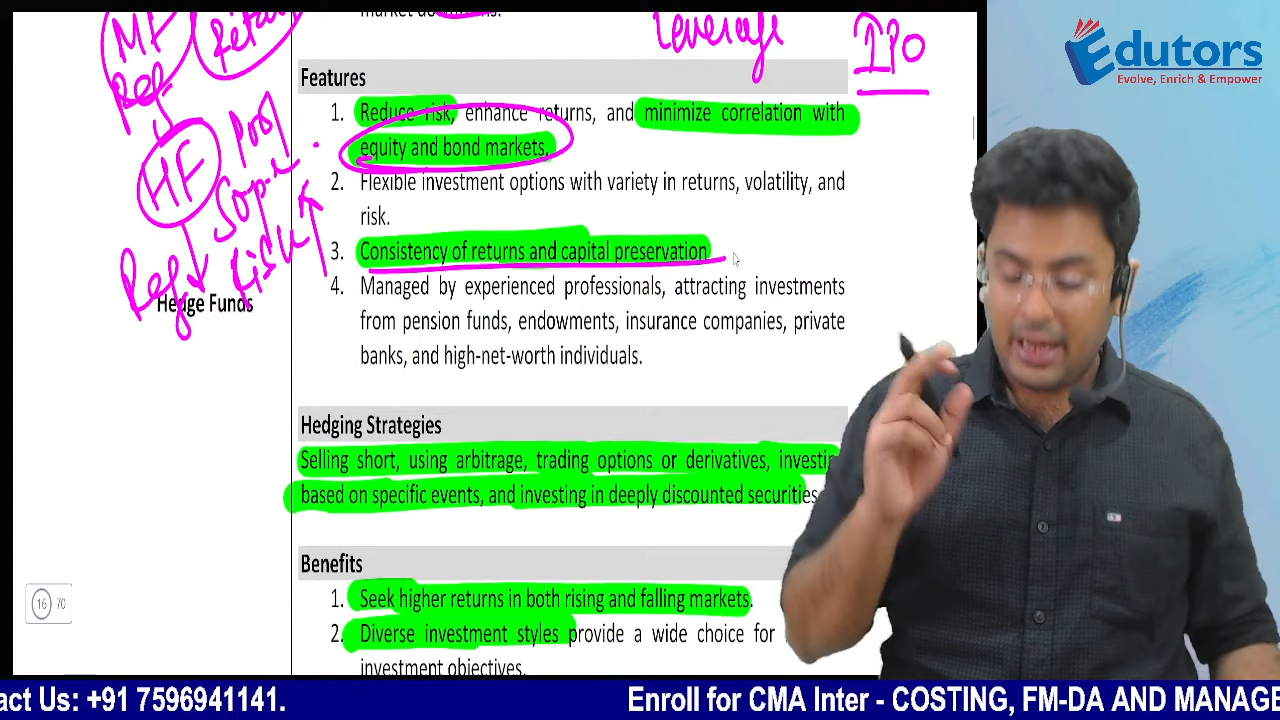 MF
Retail
Leverage
IPO
Reg
HF
Pool
Sope
Risk
Reg
Edutors
Evolve, Enrich & Empower
Features
1. Reduce risk, enhance returns, and minimize correlation with
equity and bond markets.
2. Flexible investment options with variety in returns, volatility, and
risk.
3. Consistency of returns and capital preservation
4. Managed by experienced professionals, attracting investments
from pension funds, endowments, insurance companies, private
banks, and high-net-worth individuals.
Hedge Funds
Hedging Strategies
Selling short, using arbitrage, trading options or derivatives,
based on specific events, and investing in deeply discounted securities
Benefits
1. Seek higher returns in both rising and falling markets.
2. Diverse investment styles provide a wide choice for
investment objectives.
16 70
act Us: +91 7596941141.
Enroll for CMA Inter - COSTING, FM-DA AND MANAGE